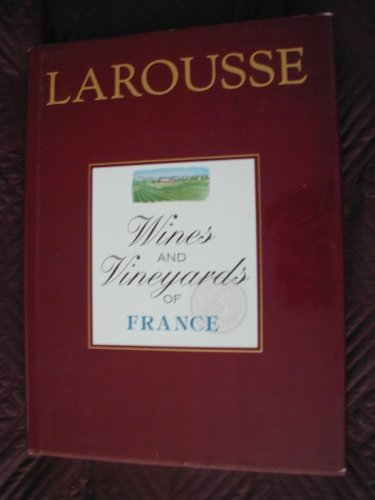 LAROUSSE
Wines
AND
Vineyards
OF
FRANCE